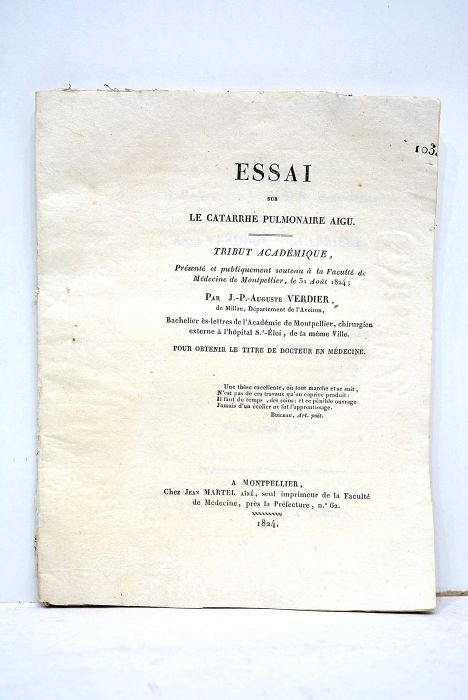 103.
ESSAI
SUR
LE CATARRHE PULMONAIRE AIGU.
TRIBUT ACADÉMIQUE,
Présenté et publiquement soutenu à la Faculté de
Médecine de Montpellier, le 31 Août 1824;
PAR J.-P.-AUGUSTE VERDIER,
de Millau, Département de l'Aveiron,
Bachelier ès-lettres de l'Académie de Montpellier, chirurgien
externe à l'hôpital St.-Éloi, de la même Ville.
POUR OBTENIR LE TITRE DE DOCTEUR EN MÉDECINE.
Une thèse excellente, où tout marche et se suit,
N'est pas de ces travaux qu'un caprice produit:
Il faut du temps, des soins; et ce pénible ouvrage
Jamais d'un écolier ne fut l'apprentissage.
BOILEAU, Art. poët.
A MONTPELLIER,
Chez JEAN MARTEL AÎNÉ, seul imprimeur de la Faculté
de Médecine, près la Préfecture, n.° 62.
1824.